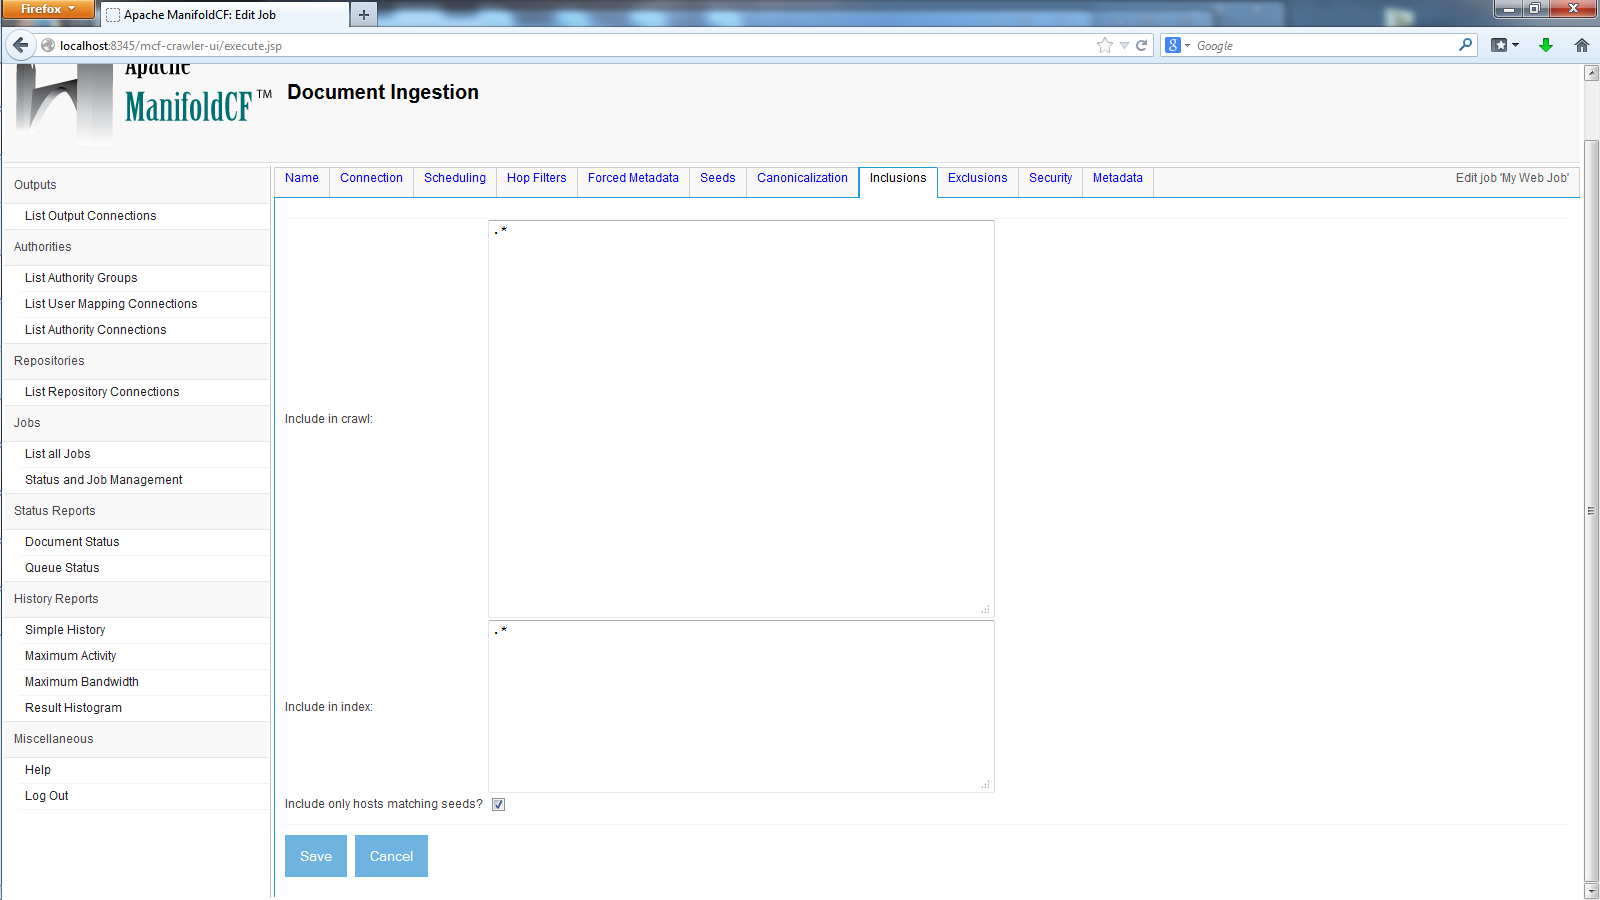 Firefox
Apache ManifoldCF: Edit Job
localhost:8345/mcf-crawler-ui/execute.jsp
Google
Apache
ManifoldCF™
Document Ingestion
Outputs
List Output Connections
Authorities
List Authority Groups
List User Mapping Connections
List Authority Connections
Repositories
List Repository Connections
Jobs
List all Jobs
Status and Job Management
Status Reports
Document Status
Queue Status
History Reports
Simple History
Maximum Activity
Maximum Bandwidth
Result Histogram
Miscellaneous
Help
Log Out
Name Connection Scheduling Hop Filters Forced Metadata Seeds Canonicalization Inclusions Exclusions Security Metadata Edit job 'My Web Job'
Include in crawl:
.*
Include in index:
.*
Include only hosts matching seeds?
Save Cancel